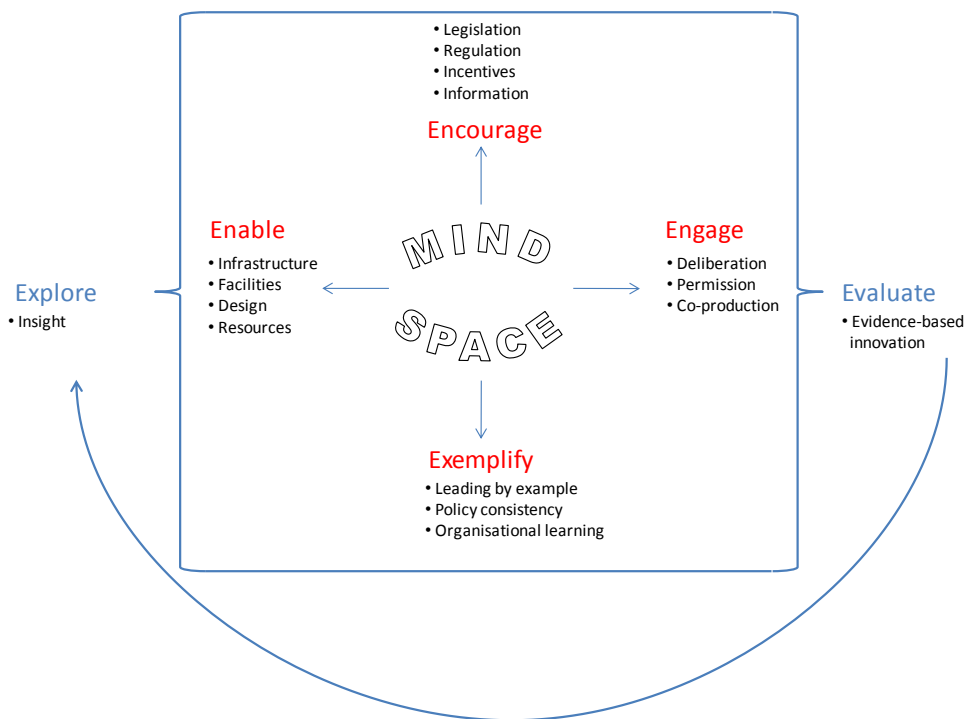 • Legislation
• Regulation
• Incentives
• Information
Encourage
Enable
• Infrastructure
• Facilities
• Design
• Resources
MIND
SPACE
Engage
• Deliberation
• Permission
• Co-production
Explore
• Insight
Evaluate
• Evidence-based
innovation
Exemplify
• Leading by example
• Policy consistency
• Organisational learning